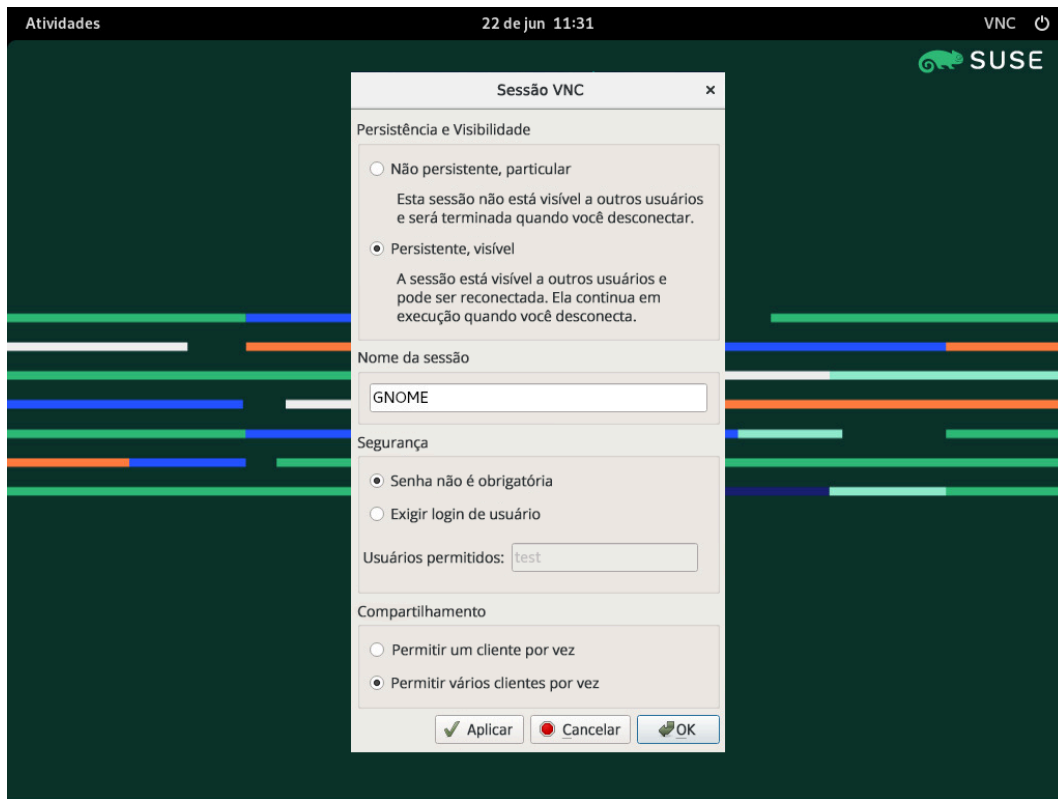 Atividades
22 de jun 11:31
VNC
SUSE
Sessão VNC
Persistência e Visibilidade
Não persistente, particular
Esta sessão não está visível a outros usuários
e será terminada quando você desconectar.
Persistente, visível
A sessão está visível a outros usuários e
pode ser reconectada. Ela continua em
execução quando você desconecta.
Nome da sessão
GNOME
Segurança
Senha não é obrigatória
Exigir login de usuário
Usuários permitidos: test
Compartilhamento
Permitir um cliente por vez
Permitir vários clientes por vez
Aplicar
Cancelar
OK